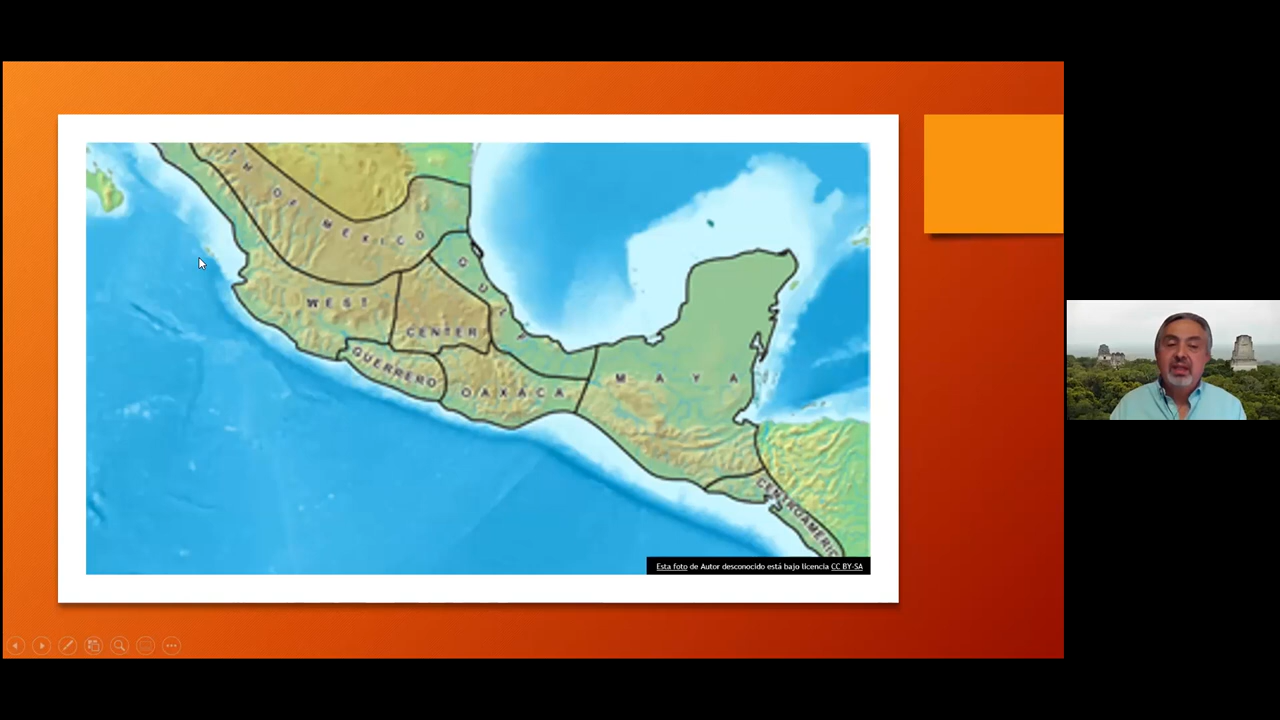 TH OF MEXICO
GULF
WEST
CENTER
GUERRERO
OAXACA
MAYA
CENTROAMERIC
Esta foto de Autor desconocido está bajo licencia CC BY-SA